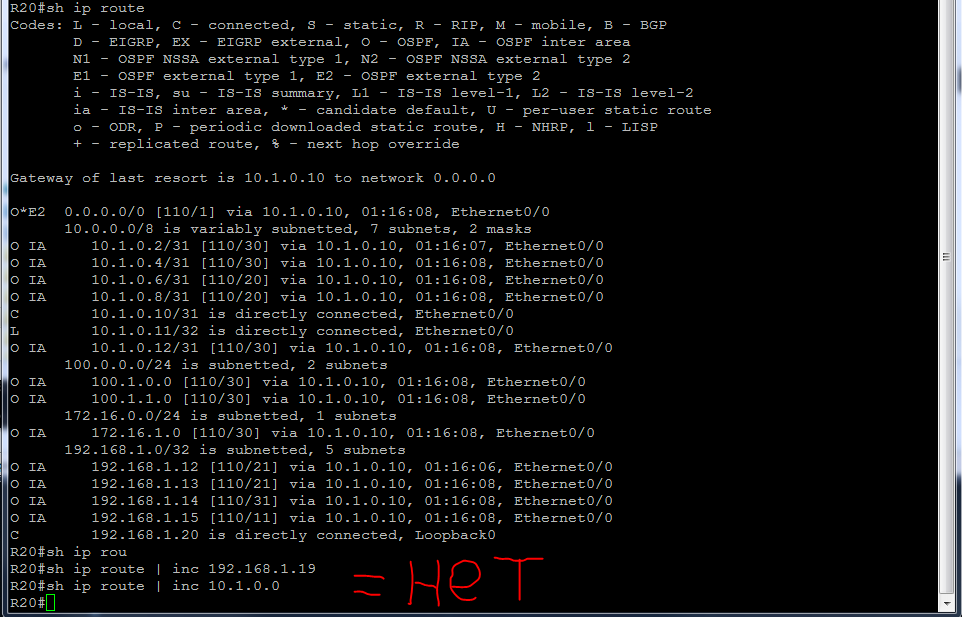 R20#sh ip route
Codes: L - local, C - connected, S - static, R - RIP, M - mobile, B - BGP
D - EIGRP, EX - EIGRP external, O - OSPF, IA - OSPF inter area
N1 - OSPF NSSA external type 1, N2 - OSPF NSSA external type 2
E1 - OSPF external type 1, E2 - OSPF external type 2
i - IS-IS, su - IS-IS summary, L1 - IS-IS level-1, L2 - IS-IS level-2
ia - IS-IS inter area, * - candidate default, U - per-user static route
o - ODR, P - periodic downloaded static route, H - NHRP, l - LISP
+ - replicated route, % - next hop override
Gateway of last resort is 10.1.0.10 to network 0.0.0.0
O*E2 0.0.0.0/0 [110/1] via 10.1.0.10, 01:16:08, Ethernet0/0
10.0.0.0/8 is variably subnetted, 7 subnets, 2 masks
O IA 10.1.0.2/31 [110/30] via 10.1.0.10, 01:16:07, Ethernet0/0
O IA 10.1.0.4/31 [110/30] via 10.1.0.10, 01:16:08, Ethernet0/0
O IA 10.1.0.6/31 [110/20] via 10.1.0.10, 01:16:08, Ethernet0/0
O IA 10.1.0.8/31 [110/20] via 10.1.0.10, 01:16:08, Ethernet0/0
C 10.1.0.10/31 is directly connected, Ethernet0/0
L 10.1.0.11/32 is directly connected, Ethernet0/0
O IA 10.1.0.12/31 [110/30] via 10.1.0.10, 01:16:08, Ethernet0/0
100.0.0.0/24 is subnetted, 2 subnets
O IA 100.1.0.0 [110/30] via 10.1.0.10, 01:16:08, Ethernet0/0
O IA 100.1.1.0 [110/30] via 10.1.0.10, 01:16:08, Ethernet0/0
172.16.0.0/24 is subnetted, 1 subnets
O IA 172.16.1.0 [110/30] via 10.1.0.10, 01:16:08, Ethernet0/0
192.168.1.0/32 is subnetted, 5 subnets
O IA 192.168.1.12 [110/21] via 10.1.0.10, 01:16:06, Ethernet0/0
O IA 192.168.1.13 [110/21] via 10.1.0.10, 01:16:08, Ethernet0/0
O IA 192.168.1.14 [110/31] via 10.1.0.10, 01:16:08, Ethernet0/0
O IA 192.168.1.15 [110/11] via 10.1.0.10, 01:16:08, Ethernet0/0
C 192.168.1.20 is directly connected, Loopback0
R20#sh ip rou
R20#sh ip route | inc 192.168.1.19
R20#sh ip route | inc 10.1.0.0
= нет
R20#